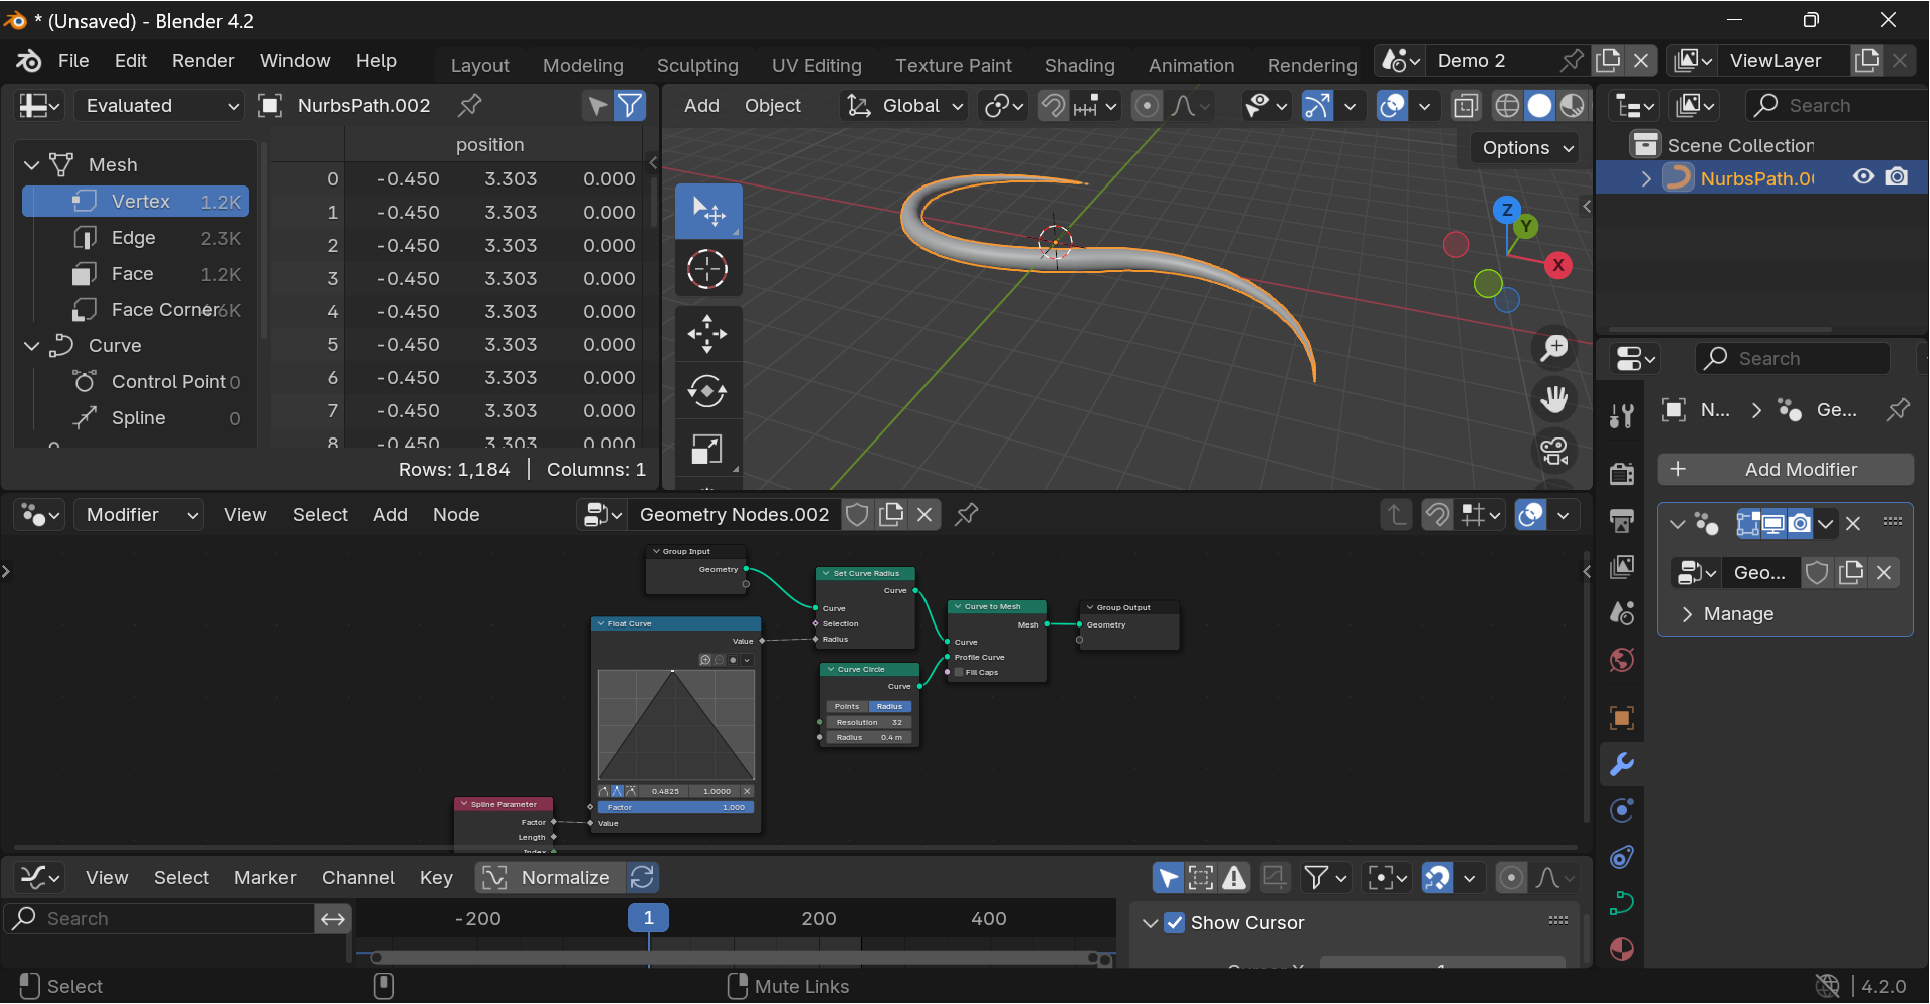 * (Unsaved) - Blender 4.2
File Edit Render Window Help
Layout Modeling Sculpting UV Editing Texture Paint Shading Animation Rendering
Demo 2
ViewLayer
Evaluated
NurbsPath.002
Add Object
Global
Search
position
Options
Scene Collection
NurbsPath.00
Mesh
Vertex 1.2K
Edge 2.3K
Face 1.2K
Face Corner 4.6K
Curve
Control Point 0
Spline 0
0 -0.450 3.303 0.000
1 -0.450 3.303 0.000
2 -0.450 3.303 0.000
3 -0.450 3.303 0.000
4 -0.450 3.303 0.000
5 -0.450 3.303 0.000
6 -0.450 3.303 0.000
7 -0.450 3.303 0.000
8 -0.450 3.303 0.000
Rows: 1,184 | Columns: 1
Z
Y
X
Search
N... Ge...
Add Modifier
Geo...
Manage
Modifier View Select Add Node
Geometry Nodes.002
Group Input
Geometry
Set Curve Radius
Curve
Curve
Selection
Radius
Curve to Mesh
Mesh
Curve
Profile Curve
Fill Caps
Group Output
Geometry
Float Curve
Value
0.4825 1.0000
Factor 1.000
Value
Curve Circle
Curve
Points Radius
Resolution 32
Radius 0.4 m
Spline Parameter
Factor
Length
Index
View Select Marker Channel Key
Normalize
Search
-200 1 200 400
Show Cursor
Cursor X 1
Select
Mute Links
4.2.0